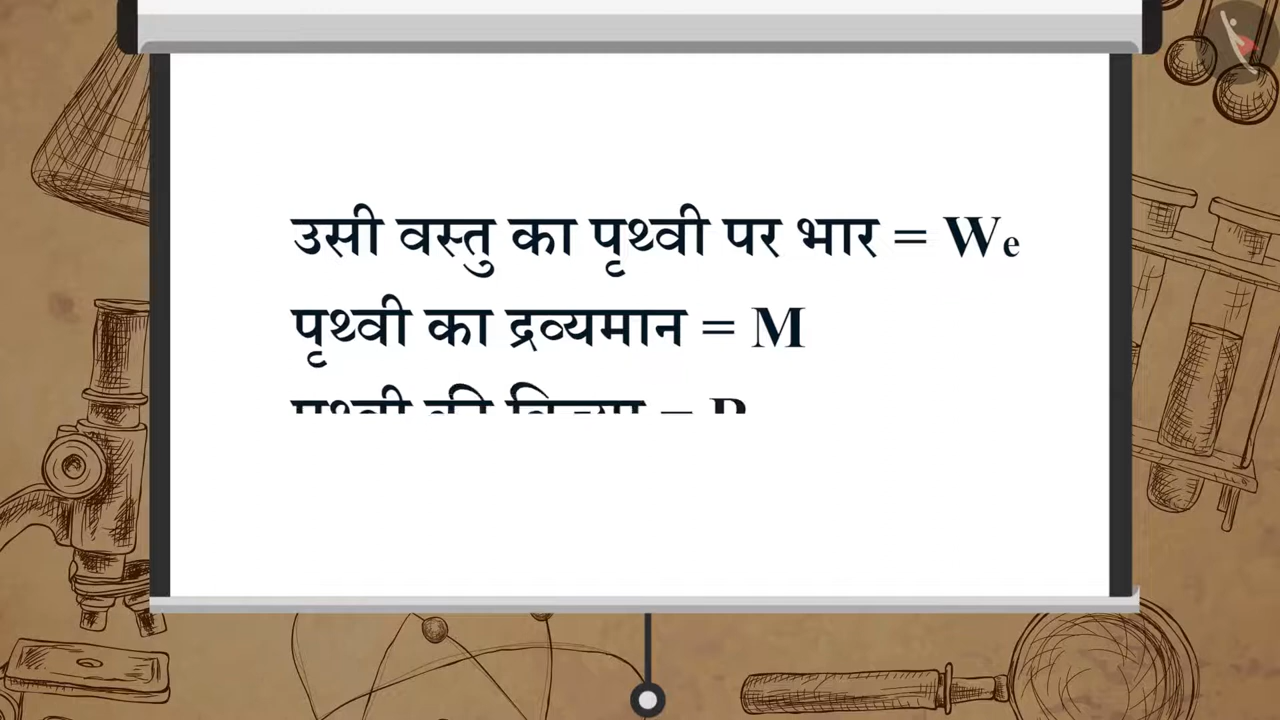 उसी वस्तु का पृथ्वी पर भार = Wₑ
पृथ्वी का द्रव्यमान = M
पृथ्वी की